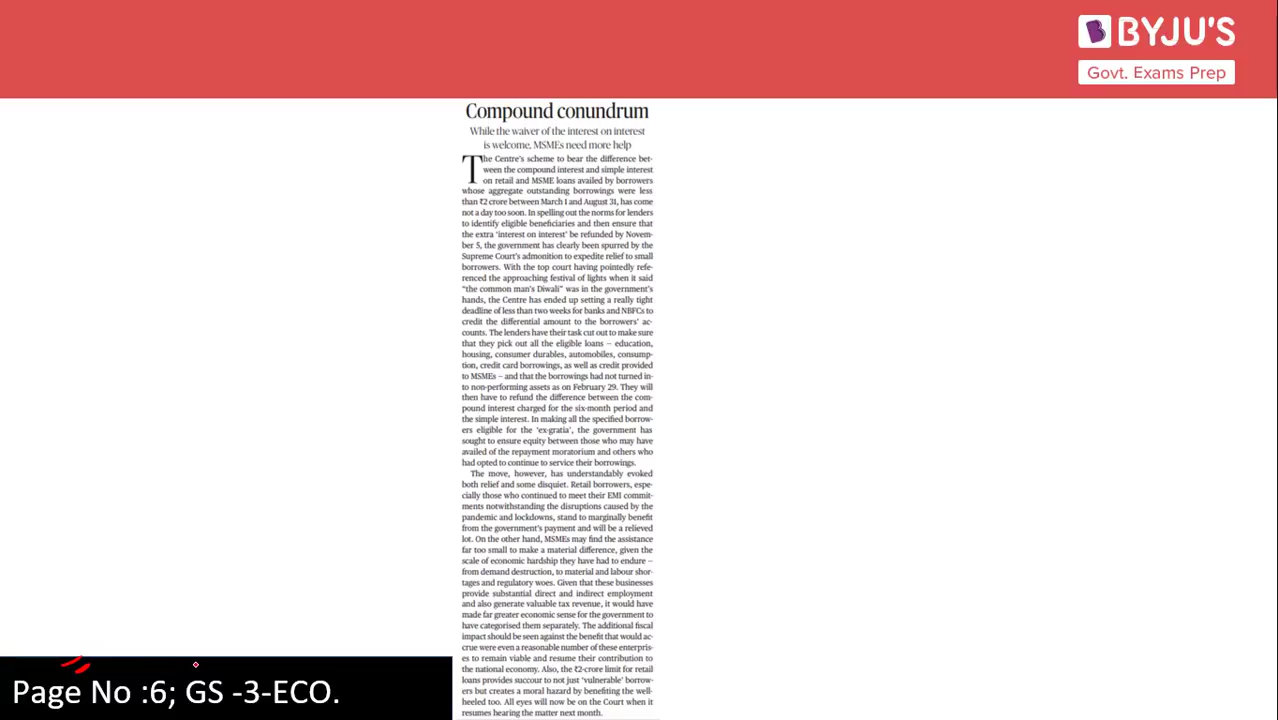 BYJU'S
Govt. Exams Prep
Compound conundrum
While the waiver of the interest on interest
is welcome, MSMEs need more help
The Centre's scheme to bear the difference bet-
ween the compound interest and simple interest
on retail and MSME loans availed by borrowers
whose aggregate outstanding borrowings were less
than ₹2 crore between March 1 and August 31, has come
not a day too soon. In spelling out the norms for lenders
to identify eligible beneficiaries and then ensure that
the extra 'interest on interest' be refunded by Novem-
ber 5, the government has clearly been spurred by the
Supreme Court's admonition to expedite relief to small
borrowers. With the top court having pointedly refe-
renced the approaching festival of lights when it said
"the common man's Diwali" was in the government's
hands, the Centre has ended up setting a really tight
deadline of less than two weeks for banks and NBFCs to
credit the differential amount to the borrowers' ac-
counts. The lenders have their task cut out to make sure
that they pick out all the eligible loans – education,
housing, consumer durables, automobiles, consump-
tion, credit card borrowings, as well as credit provided
to MSMEs – and that the borrowings had not turned in-
to non-performing assets as on February 29. They will
then have to refund the difference between the com-
pound interest charged for the six-month period and
the simple interest. In making all the specified borrow-
ers eligible for the 'ex-gratia', the government has
sought to ensure equity between those who may have
availed of the repayment moratorium and others who
had opted to continue to service their borrowings.
The move, however, has understandably evoked
both relief and some disquiet. Retail borrowers, espe-
cially those who continued to meet their EMI commit-
ments notwithstanding the disruptions caused by the
pandemic and lockdowns, stand to marginally benefit
from the government's payment and will be a relieved
lot. On the other hand, MSMEs may find the assistance
far too small to make a material difference, given the
scale of economic hardship they have had to endure –
from demand destruction, to material and labour shor-
tages and regulatory woes. Given that these businesses
provide substantial direct and indirect employment
and also generate valuable tax revenue, it would have
made far greater economic sense for the government to
have categorised them separately. The additional fiscal
impact should be seen against the benefit that would ac-
crue were even a reasonable number of these enterpris-
es to remain viable and resume their contribution to
the national economy. Also, the ₹2-crore limit for retail
loans provides succour to not just 'vulnerable' borrow-
ers but creates a moral hazard by benefiting the well-
heeled too. All eyes will now be on the Court when it
resumes hearing the matter next month.
Page No :6; GS -3-ECO.